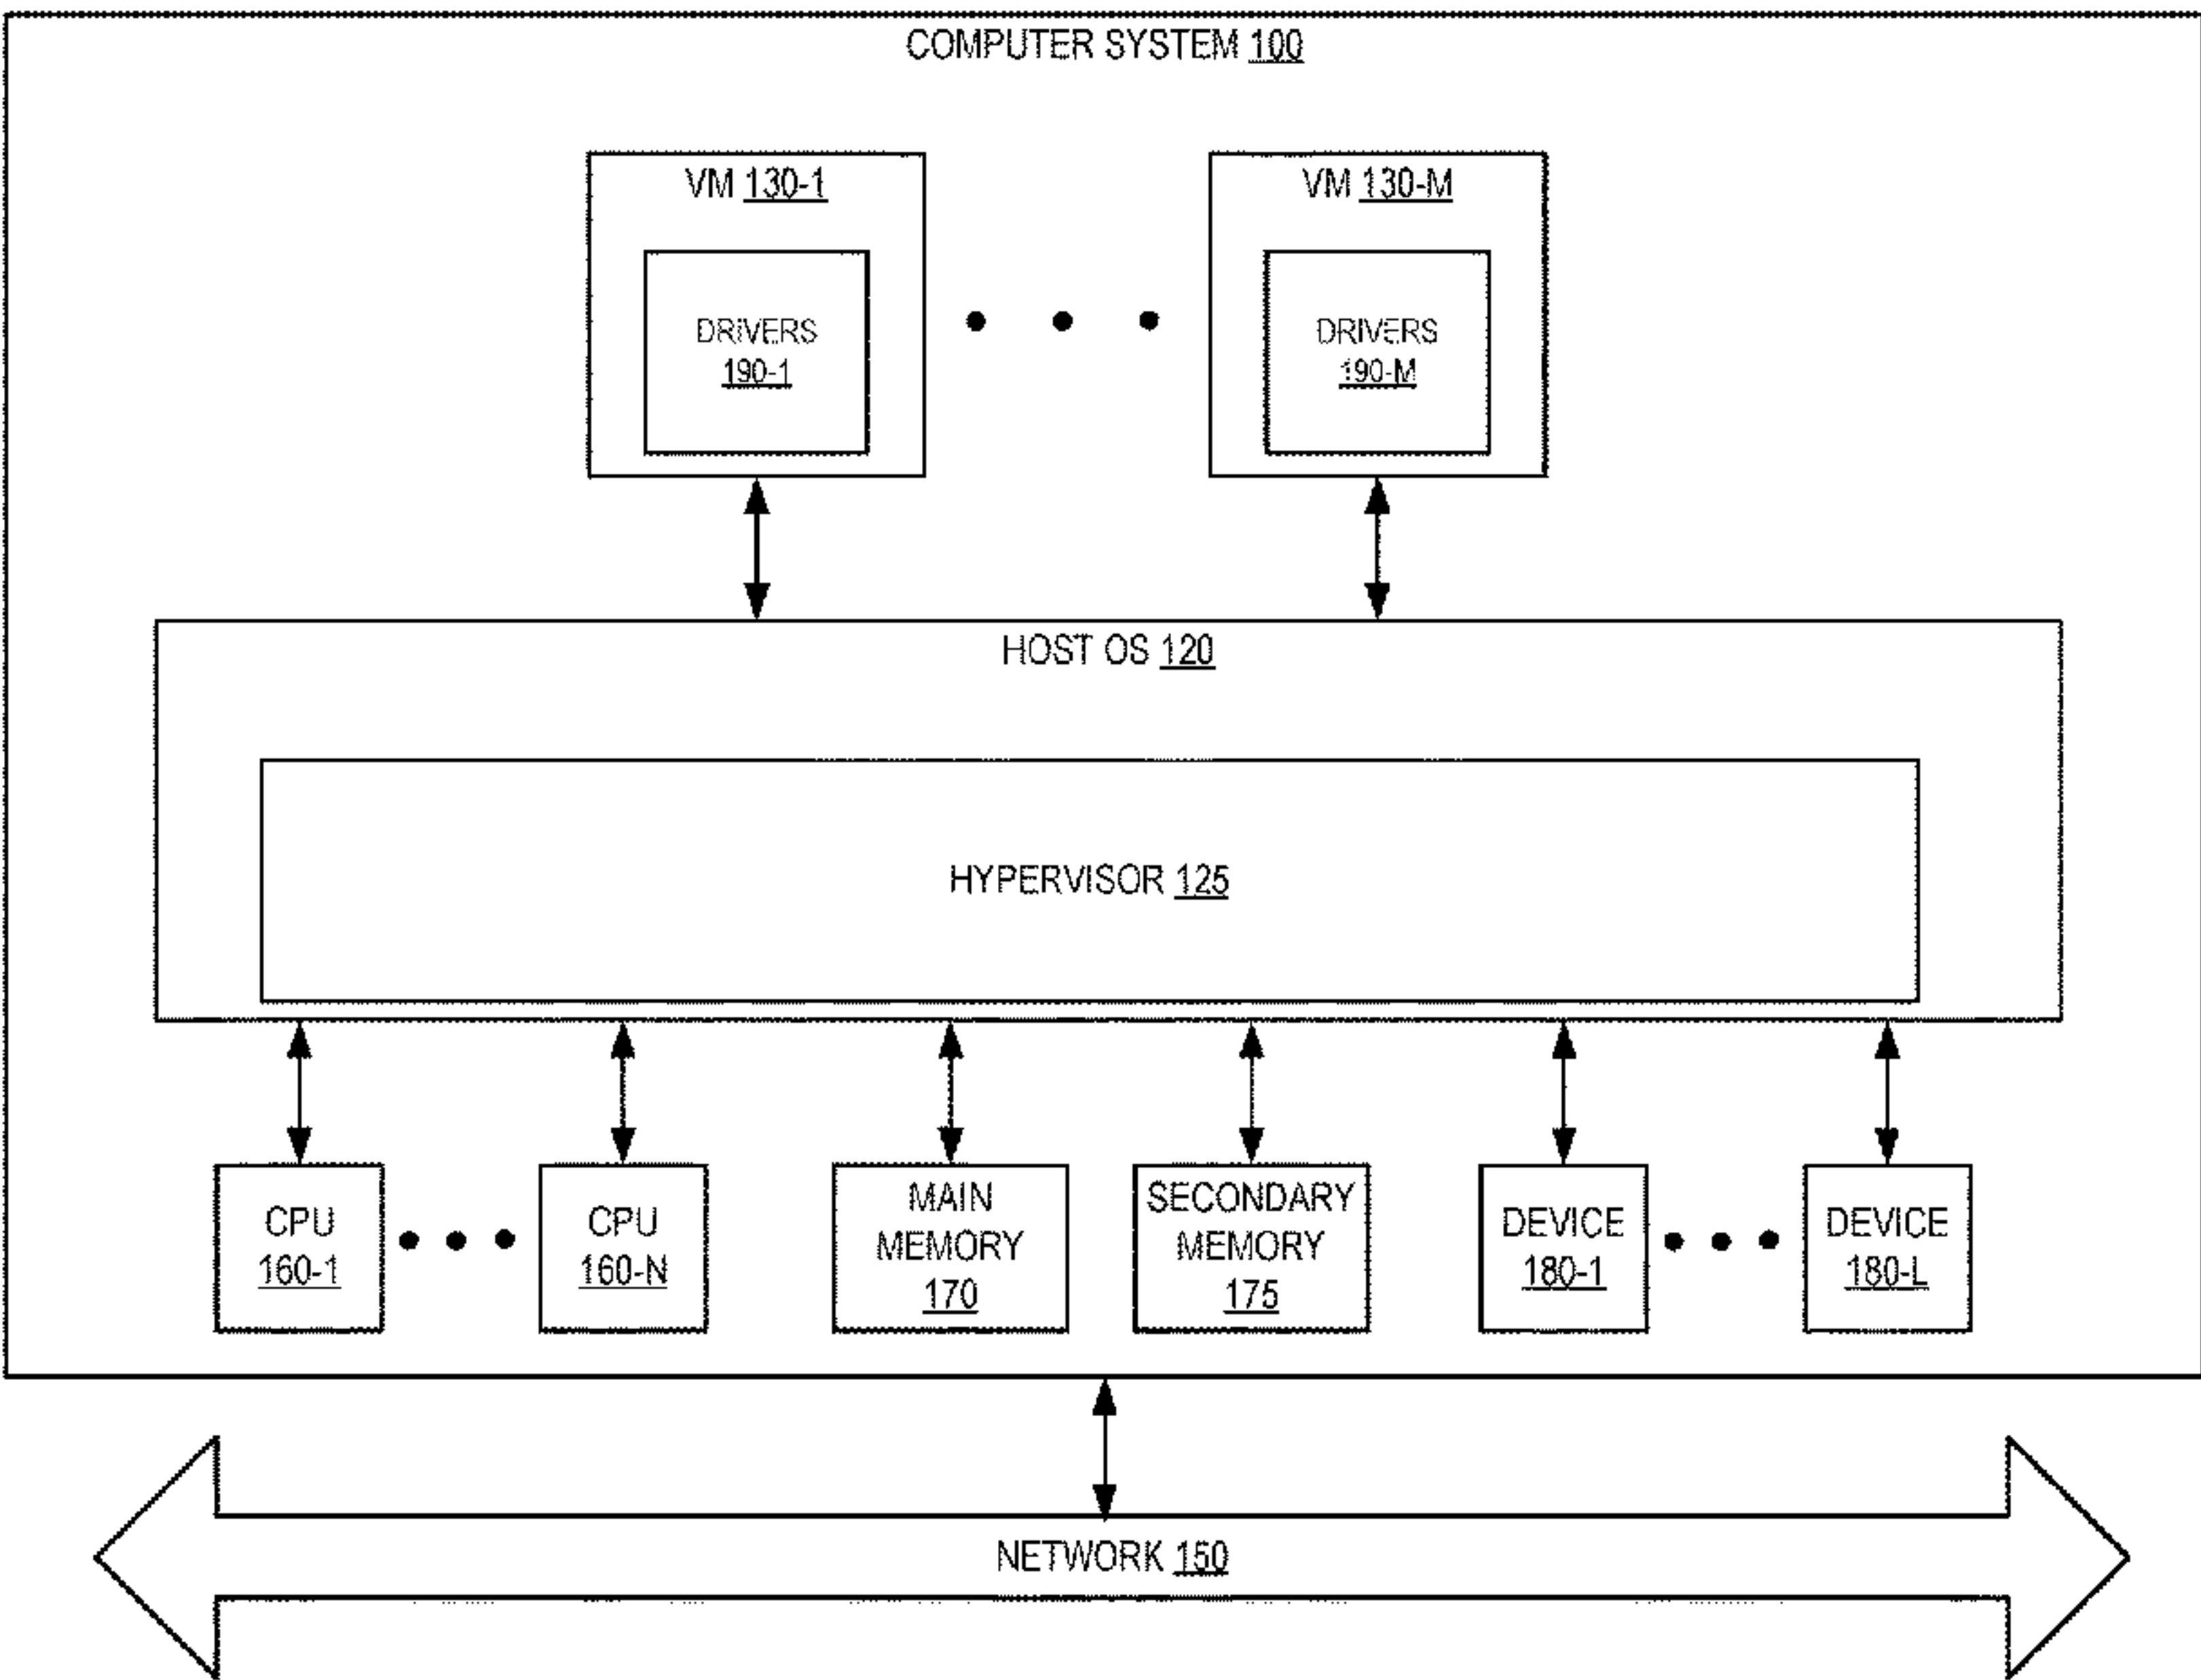 COMPUTER SYSTEM 100
VM 130-1
VM 130-M
DRIVERS
190-1
DRIVERS
190-M
HOST OS 120
HYPERVISOR 125
CPU
160-1
CPU
160-N
MAIN
MEMORY
170
SECONDARY
MEMORY
175
DEVICE
180-1
DEVICE
180-L
NETWORK 150